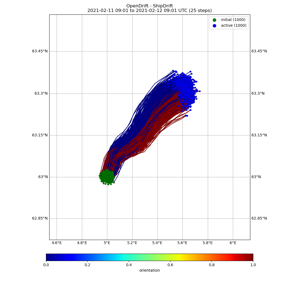 OpenDrift - ShipDrift
2021-02-11 09:01 to 2021-02-12 09:01 UTC (25 steps)
initial (1000)
active (1000)
63.45°N 63.45°N
63.3°N 63.3°N
63.15°N 63.15°N
63°N 63°N
62.85°N 62.85°N
4.6°E 4.8°E 5°E 5.2°E 5.4°E 5.6°E 5.8°E 6°E
0.0 0.2 0.4 0.6 0.8 1.0
orientation